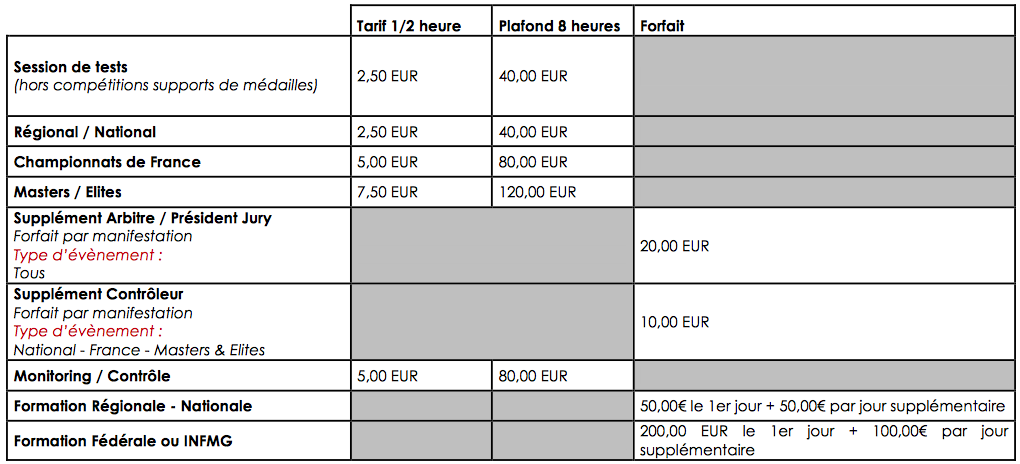 Tarif 1/2 heure Plafond 8 heures Forfait
Session de tests
(hors compétitions supports de médailles) 2,50 EUR 40,00 EUR
Régional / National 2,50 EUR 40,00 EUR
Championnats de France 5,00 EUR 80,00 EUR
Masters / Elites 7,50 EUR 120,00 EUR
Supplément Arbitre / Président Jury
Forfait par manifestation
Type d'évènement :
Tous
20,00 EUR
Supplément Contrôleur
Forfait par manifestation
Type d'évènement :
National - France - Masters & Elites
10,00 EUR
Monitoring / Contrôle 5,00 EUR 80,00 EUR
Formation Régionale - Nationale 50,00€ le 1er jour + 50,00€ par jour supplémentaire
Formation Fédérale ou INFMG 200,00 EUR le 1er jour + 100,00€ par jour
supplémentaire